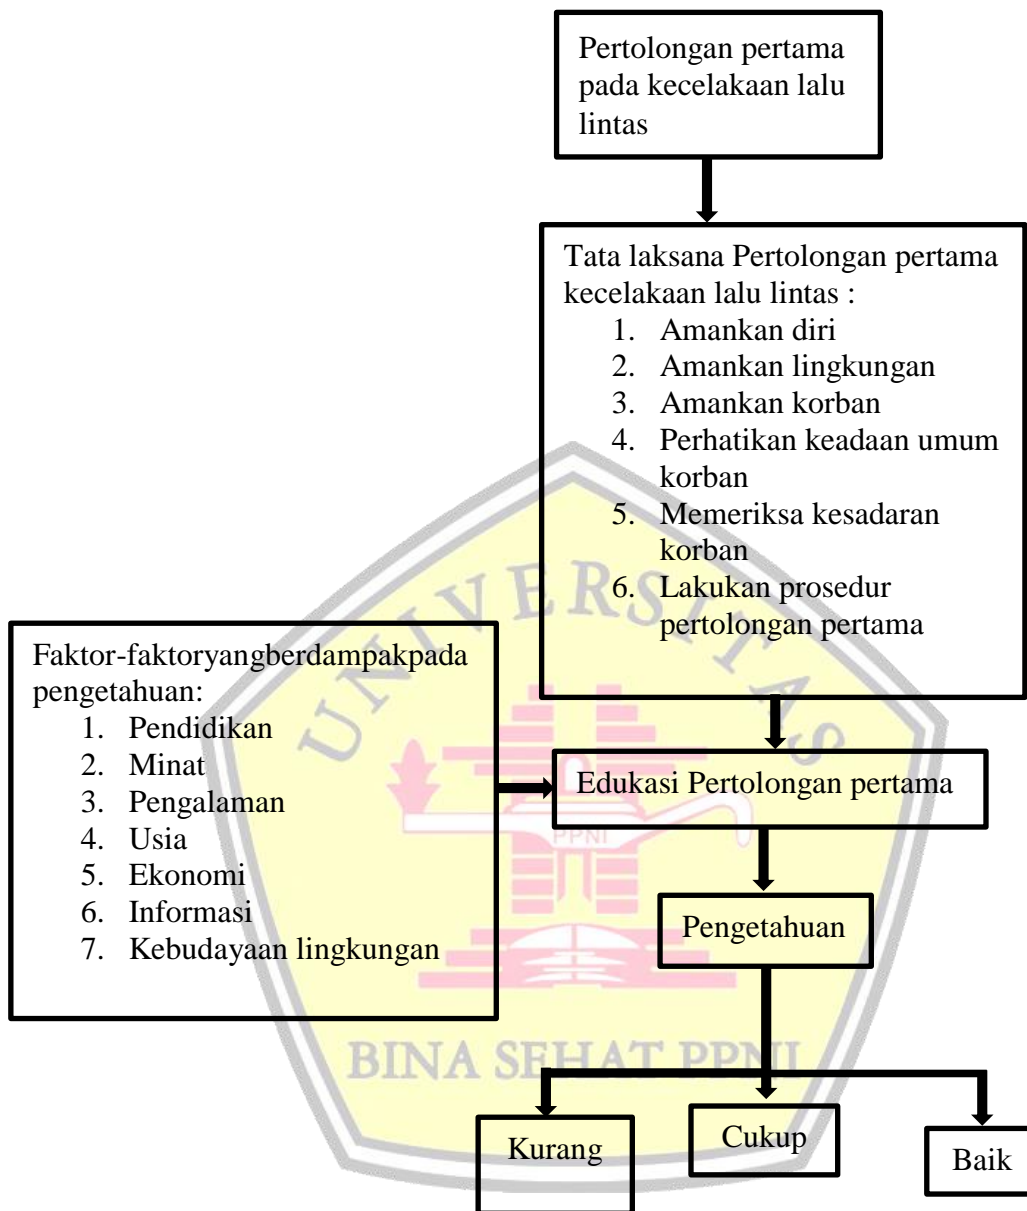 Pertolongan pertama
pada kecelakaan lalu
lintas
Tata laksana Pertolongan pertama
kecelakaan lalu lintas :
1. Amankan diri
2. Amankan lingkungan
3. Amankan korban
4. Perhatikan keadaan umum
korban
5. Memeriksa kesadaran
korban
6. Lakukan prosedur
pertolongan pertama
Faktor-faktoryangberdampakpada
pengetahuan:
1. Pendidikan
2. Minat
3. Pengalaman
4. Usia
5. Ekonomi
6. Informasi
7. Kebudayaan lingkungan
Edukasi Pertolongan pertama
Pengetahuan
Kurang
Cukup
Baik
UNIVERSITAS
PPNI
BINA SEHAT PPNI